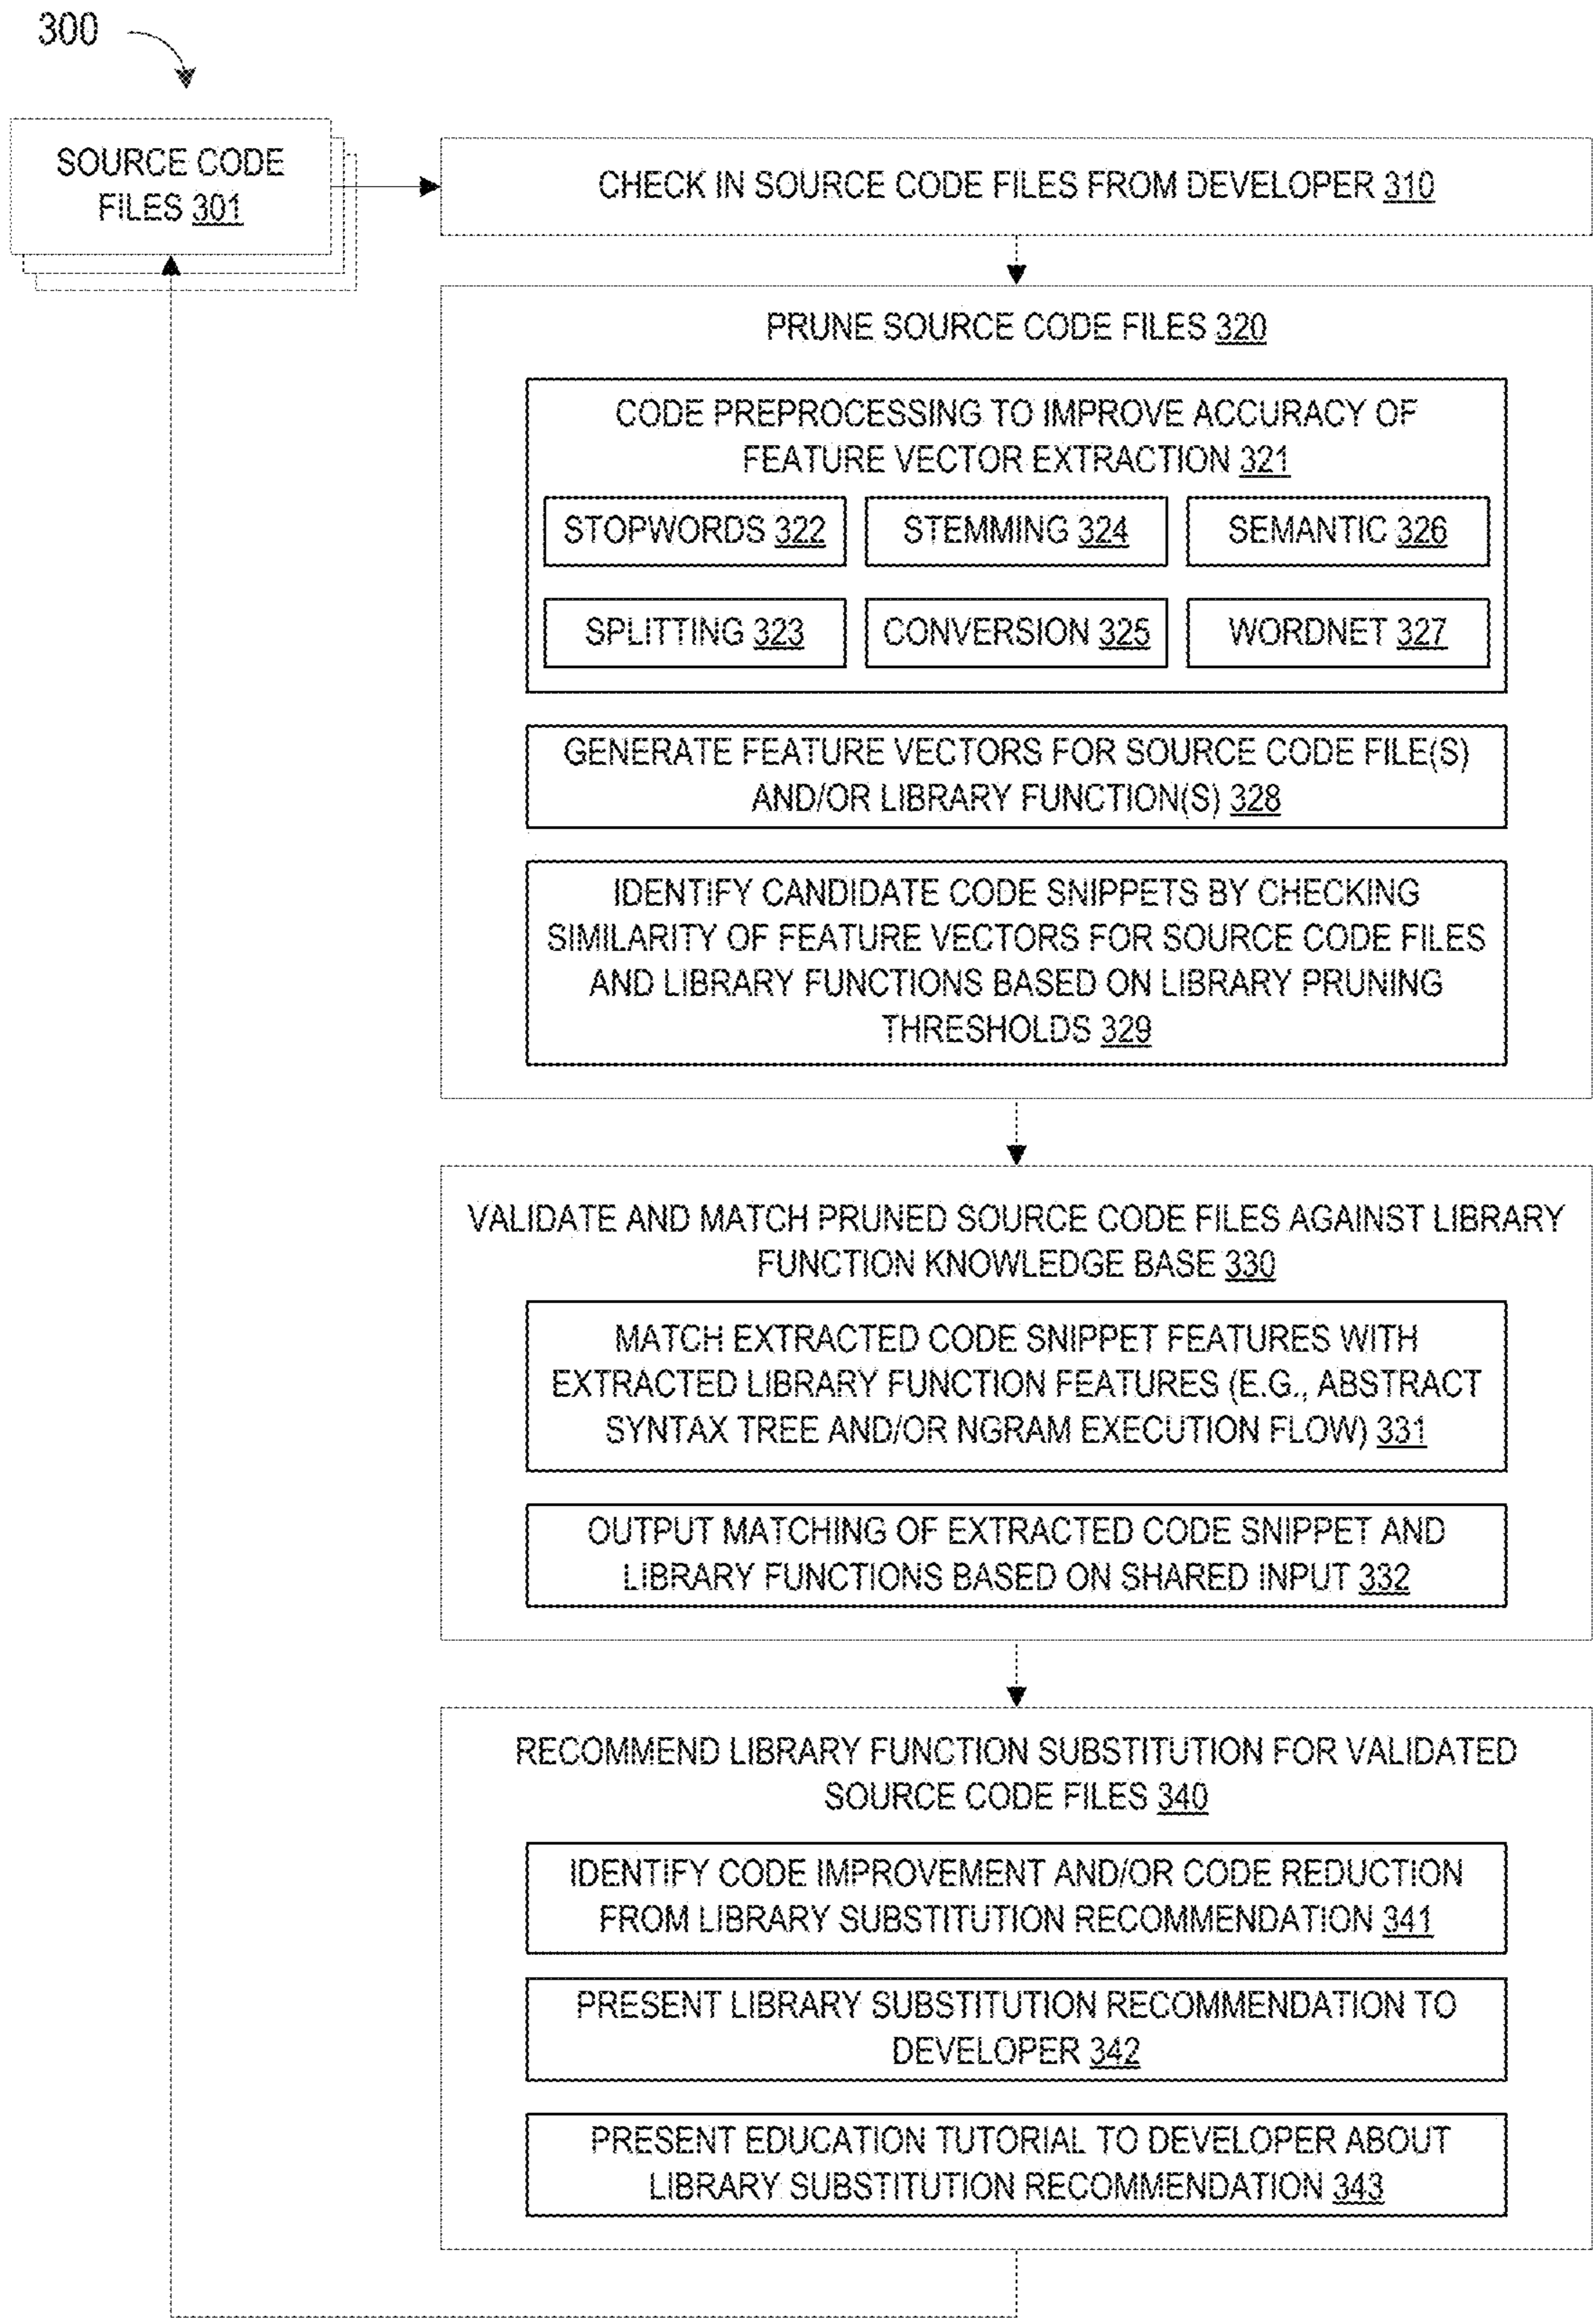 300
SOURCE CODE
FILES 301
CHECK IN SOURCE CODE FILES FROM DEVELOPER 310
PRUNE SOURCE CODE FILES 320
CODE PREPROCESSING TO IMPROVE ACCURACY OF
FEATURE VECTOR EXTRACTION 321
STOPWORDS 322
STEMMING 324
SEMANTIC 326
SPLITTING 323
CONVERSION 325
WORDNET 327
GENERATE FEATURE VECTORS FOR SOURCE CODE FILE(S)
AND/OR LIBRARY FUNCTION(S) 328
IDENTIFY CANDIDATE CODE SNIPPETS BY CHECKING
SIMILARITY OF FEATURE VECTORS FOR SOURCE CODE FILES
AND LIBRARY FUNCTIONS BASED ON LIBRARY PRUNING
THRESHOLDS 329
VALIDATE AND MATCH PRUNED SOURCE CODE FILES AGAINST LIBRARY
FUNCTION KNOWLEDGE BASE 330
MATCH EXTRACTED CODE SNIPPET FEATURES WITH
EXTRACTED LIBRARY FUNCTION FEATURES (E.G., ABSTRACT
SYNTAX TREE AND/OR NGRAM EXECUTION FLOW) 331
OUTPUT MATCHING OF EXTRACTED CODE SNIPPET AND
LIBRARY FUNCTIONS BASED ON SHARED INPUT 332
RECOMMEND LIBRARY FUNCTION SUBSTITUTION FOR VALIDATED
SOURCE CODE FILES 340
IDENTIFY CODE IMPROVEMENT AND/OR CODE REDUCTION
FROM LIBRARY SUBSTITUTION RECOMMENDATION 341
PRESENT LIBRARY SUBSTITUTION RECOMMENDATION TO
DEVELOPER 342
PRESENT EDUCATION TUTORIAL TO DEVELOPER ABOUT
LIBRARY SUBSTITUTION RECOMMENDATION 343